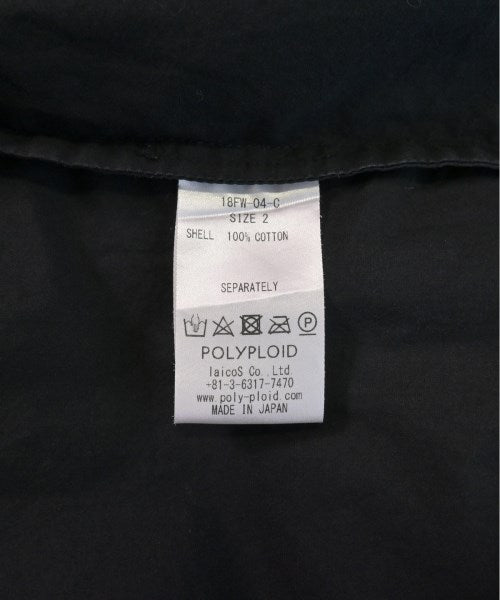 18FW-04-C
SIZE 2
SHELL 100% COTTON
SEPARATELY
P
POLYPLOID
laicoS Co.,Ltd.
+81-3-6317-7470
www.poly-ploid.com
MADE IN JAPAN